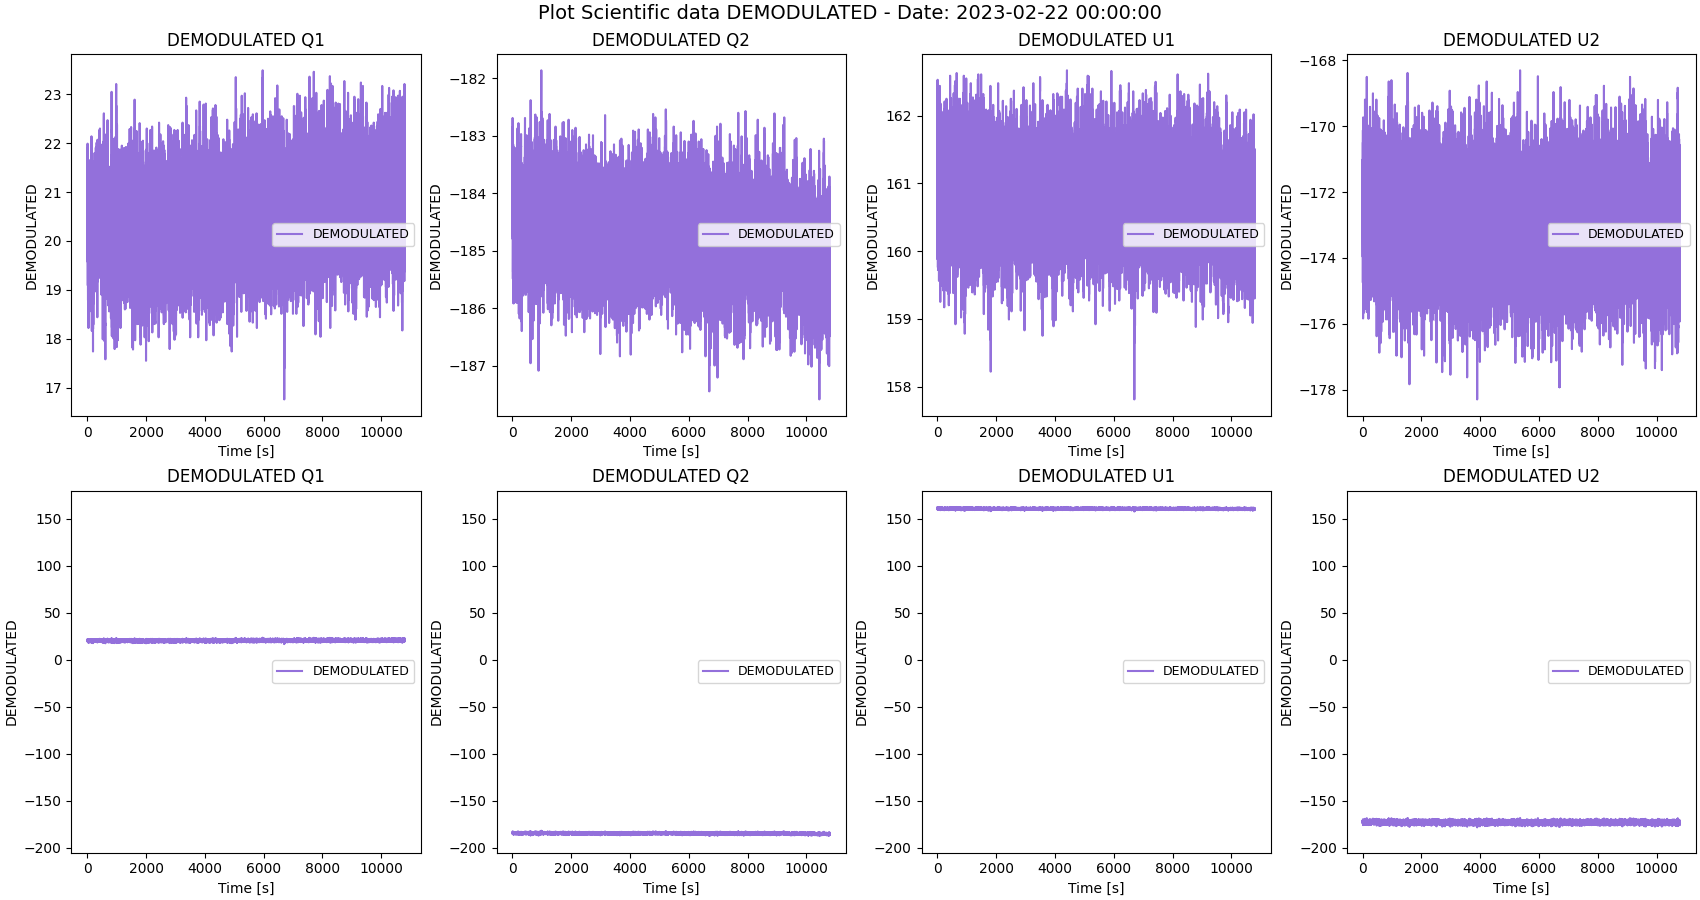 Plot Scientific data DEMODULATED - Date: 2023-02-22 00:00:00
DEMODULATED Q1
DEMODULATED
23
22
21
20
19
18
17
0 2000 4000 6000 8000 10000
Time [s]
DEMODULATED
DEMODULATED Q2
DEMODULATED
−182
−183
−184
−185
−186
−187
0 2000 4000 6000 8000 10000
Time [s]
DEMODULATED
DEMODULATED U1
DEMODULATED
162
161
160
159
158
0 2000 4000 6000 8000 10000
Time [s]
DEMODULATED
DEMODULATED U2
DEMODULATED
−168
−170
−172
−174
−176
−178
0 2000 4000 6000 8000 10000
Time [s]
DEMODULATED
DEMODULATED Q1
DEMODULATED
150
100
50
0
−50
−100
−150
−200
0 2000 4000 6000 8000 10000
Time [s]
DEMODULATED
DEMODULATED Q2
DEMODULATED
150
100
50
0
−50
−100
−150
−200
0 2000 4000 6000 8000 10000
Time [s]
DEMODULATED
DEMODULATED U1
DEMODULATED
150
100
50
0
−50
−100
−150
−200
0 2000 4000 6000 8000 10000
Time [s]
DEMODULATED
DEMODULATED U2
DEMODULATED
150
100
50
0
−50
−100
−150
−200
0 2000 4000 6000 8000 10000
Time [s]
DEMODULATED